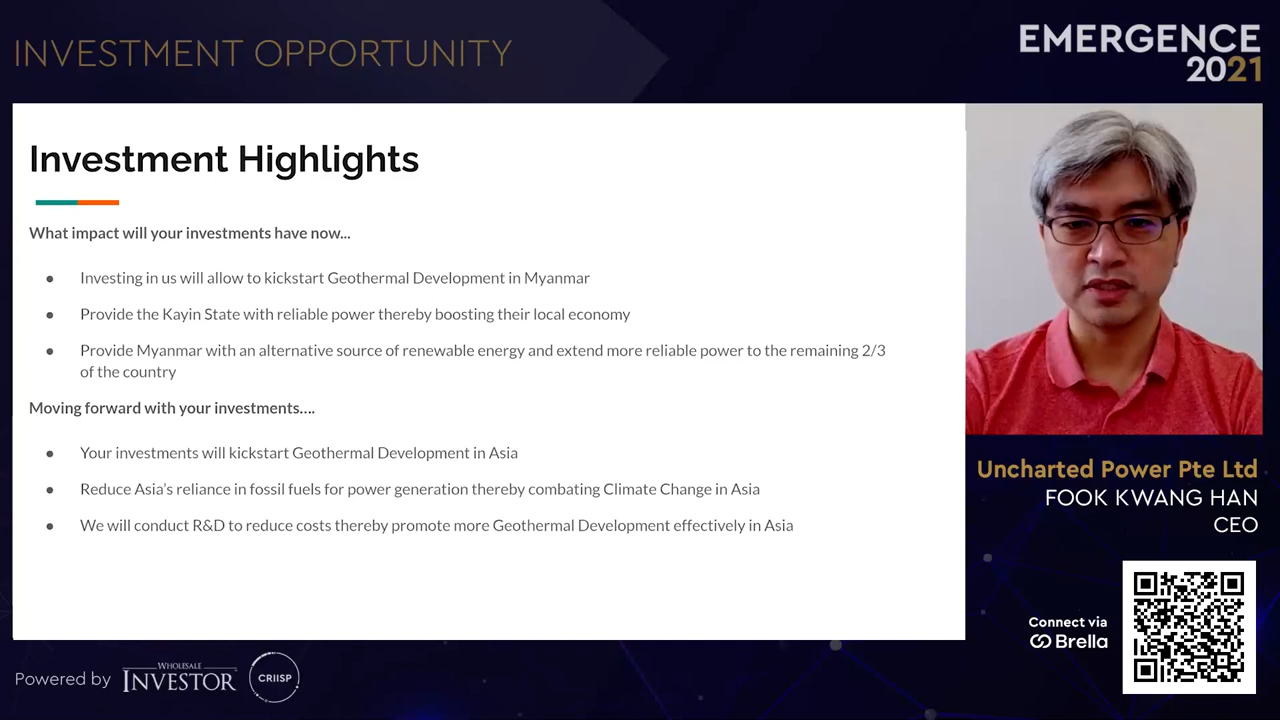 INVESTMENT OPPORTUNITY
EMERGENCE
2021
Investment Highlights
What impact will your investments have now...
● Investing in us will allow to kickstart Geothermal Development in Myanmar
● Provide the Kayin State with reliable power thereby boosting their local economy
● Provide Myanmar with an alternative source of renewable energy and extend more reliable power to the remaining 2/3
of the country
Moving forward with your investments....
● Your investments will kickstart Geothermal Development in Asia
● Reduce Asia's reliance in fossil fuels for power generation thereby combating Climate Change in Asia
● We will conduct R&D to reduce costs thereby promote more Geothermal Development effectively in Asia
Uncharted Power Pte Ltd
FOOK KWANG HAN
CEO
Connect via
Brella
Powered by
WHOLESALE
INVESTOR
CRIISP